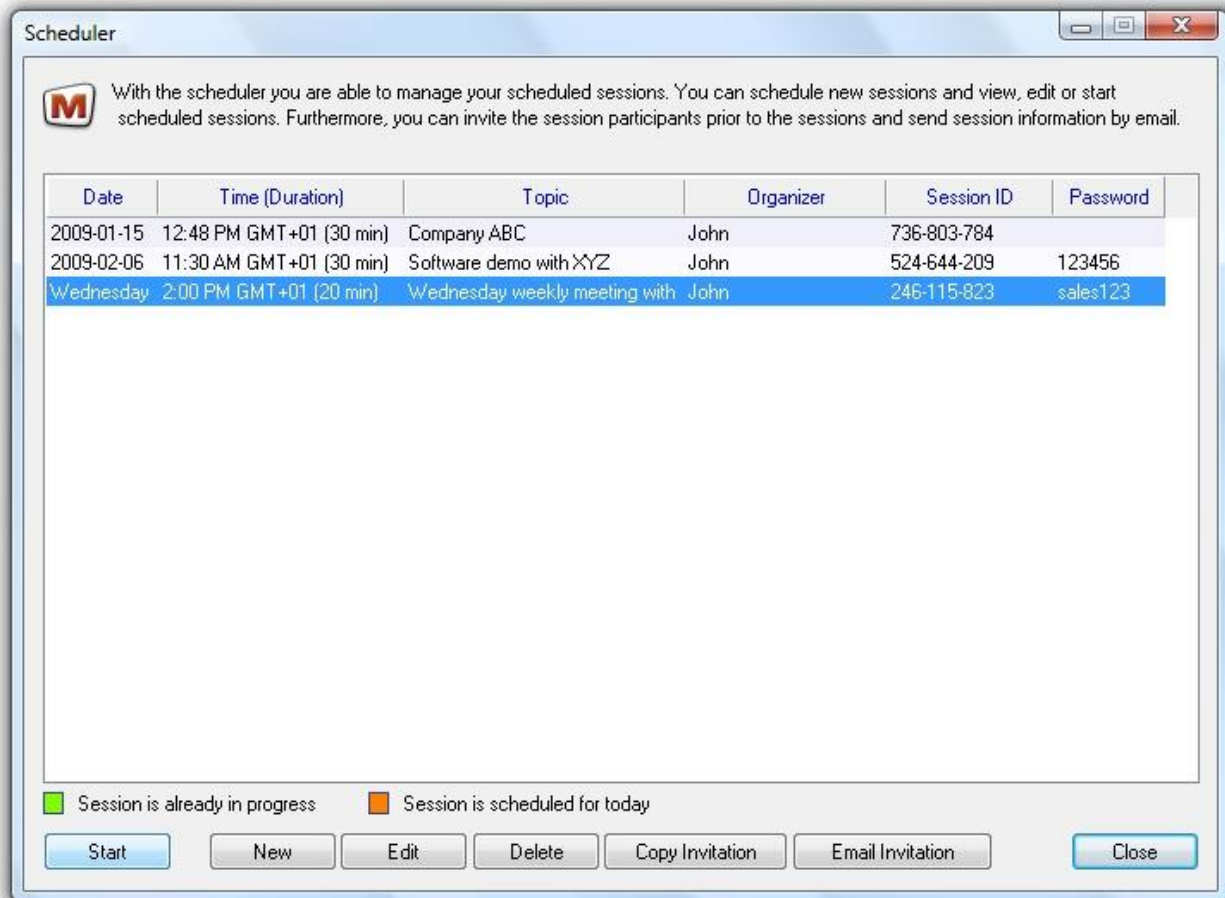 Scheduler
M
With the scheduler you are able to manage your scheduled sessions. You can schedule new sessions and view, edit or start
scheduled sessions. Furthermore, you can invite the session participants prior to the sessions and send session information by email.
Date Time (Duration) Topic Organizer Session ID Password
2009-01-15 12:48 PM GMT+01 (30 min) Company ABC John 736-803-784
2009-02-06 11:30 AM GMT+01 (30 min) Software demo with XYZ John 524-644-209 123456
Wednesday 2:00 PM GMT+01 (20 min) Wednesday weekly meeting with John 246-115-823 sales123
Session is already in progress Session is scheduled for today
Start New Edit Delete Copy Invitation Email Invitation Close